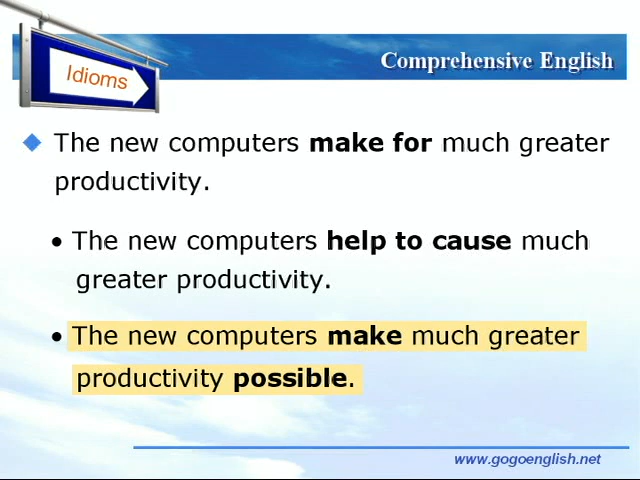 Idioms
Comprehensive English
The new computers make for much greater
productivity.
• The new computers help to cause much
greater productivity.
• The new computers make much greater
productivity possible.
www.gogoenglish.net